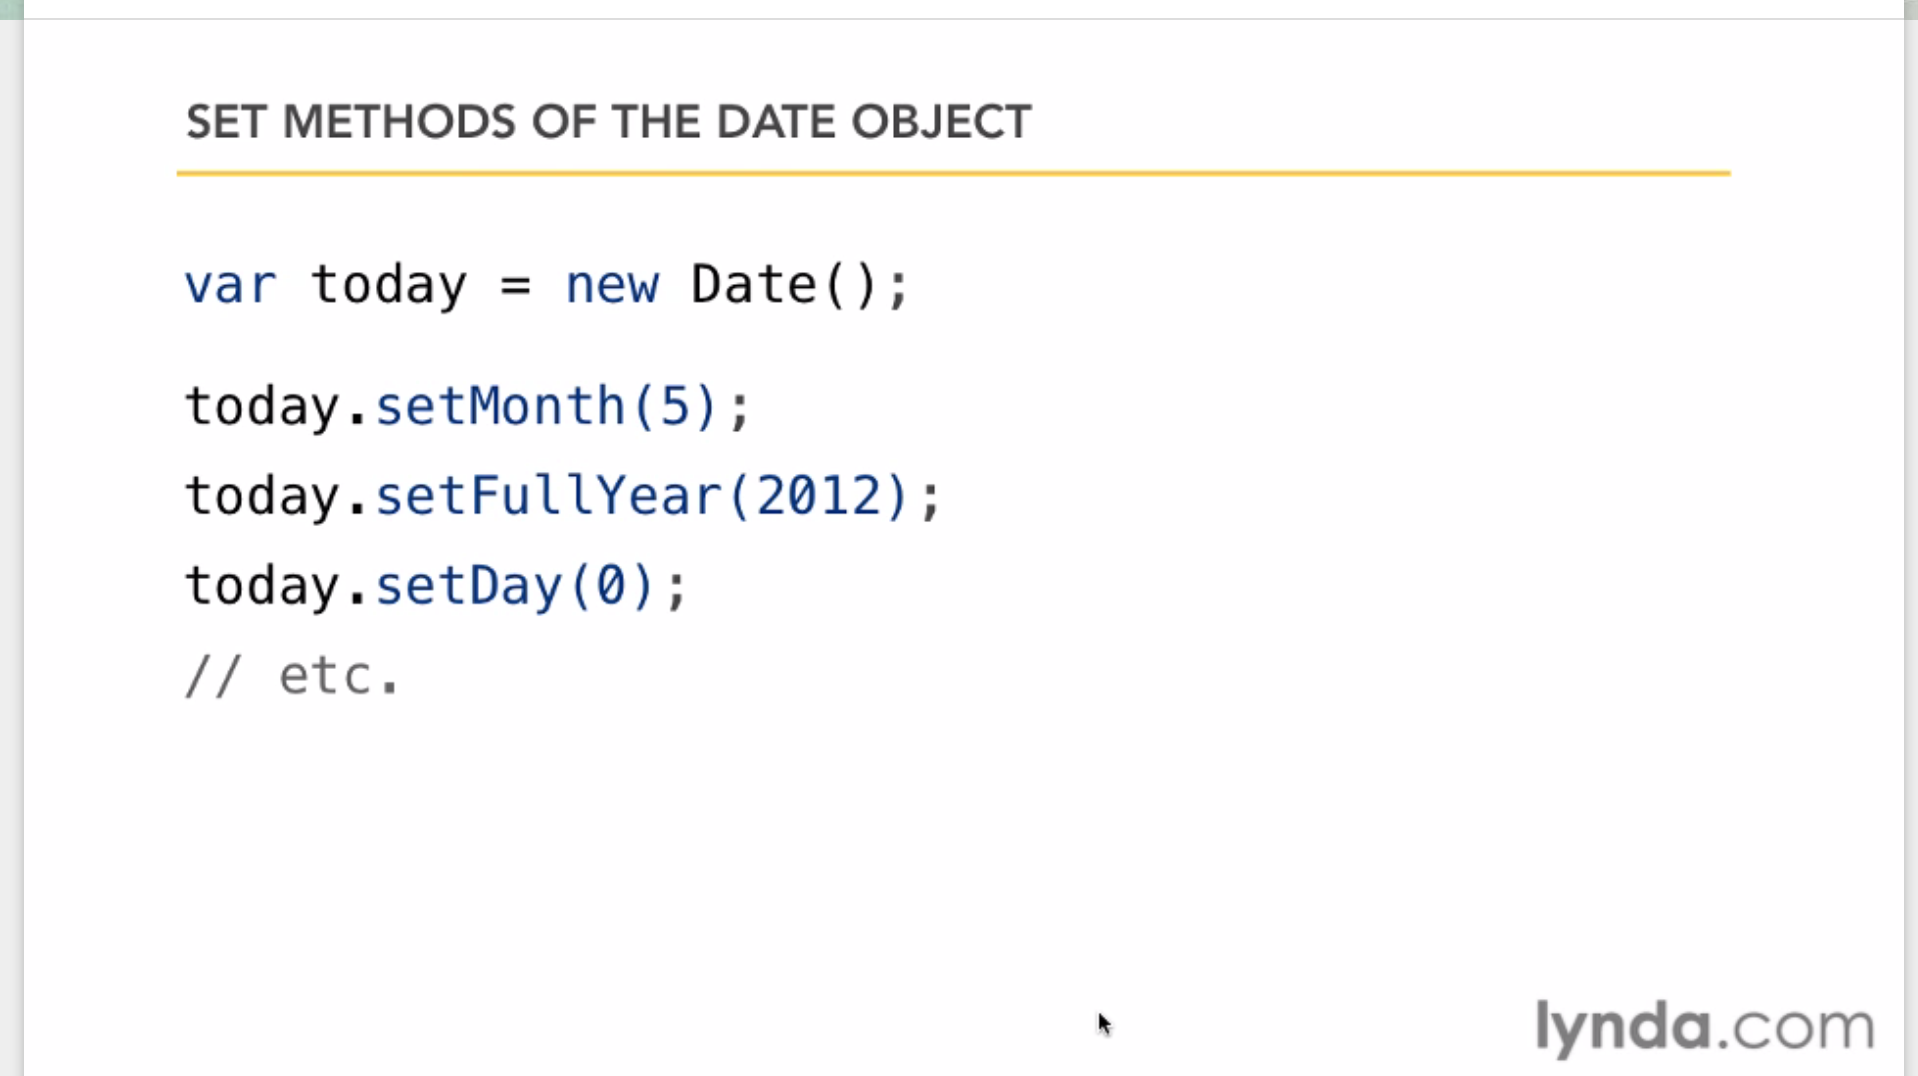 SET METHODS OF THE DATE OBJECT
var today = new Date();
today.setMonth(5);
today.setFullYear(2012);
today.setDay(0);
// etc.
lynda.com